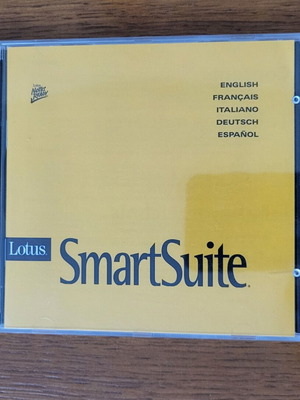 ENGLISH
FRANÇAIS
ITALIANO
DEUTSCH
ESPAÑOL
Lotus
SmartSuite®